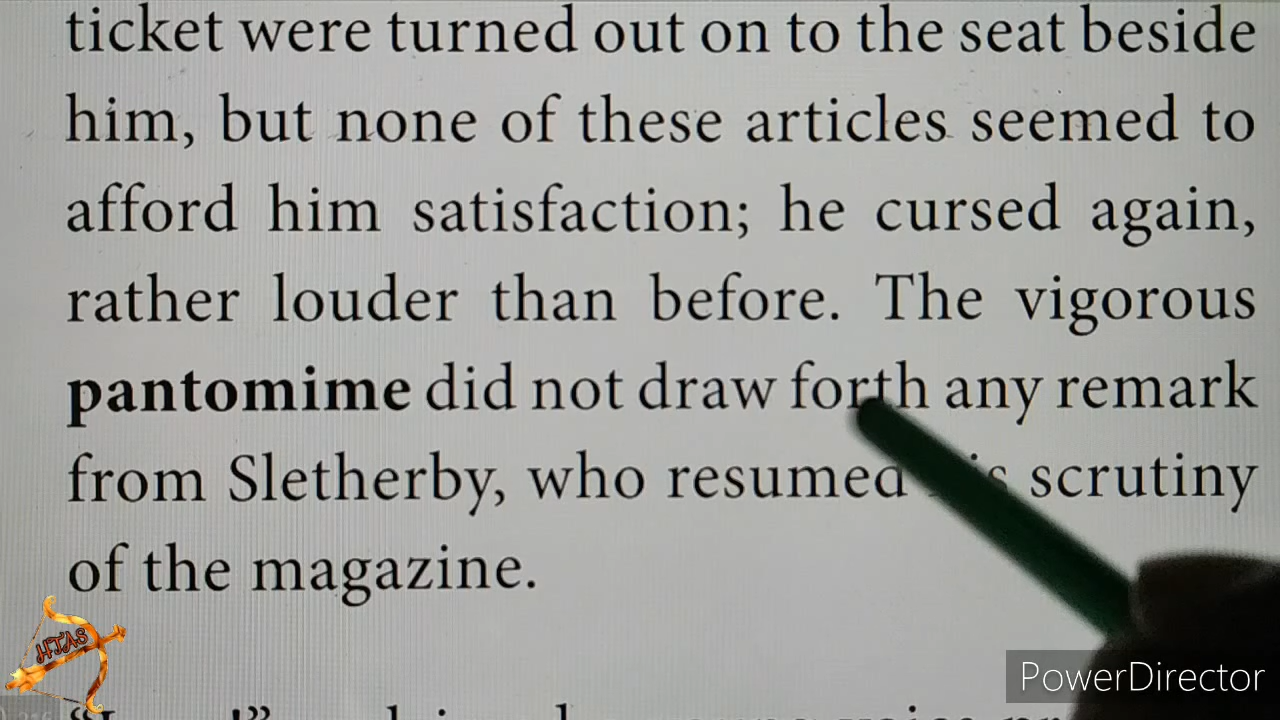 ticket were turned out on to the seat beside
him, but none of these articles seemed to
afford him satisfaction; he cursed again,
rather louder than before. The vigorous
pantomime did not draw forth any remark
from Sletherby, who resumed scrutiny
of the magazine.
HTAS
PowerDirector